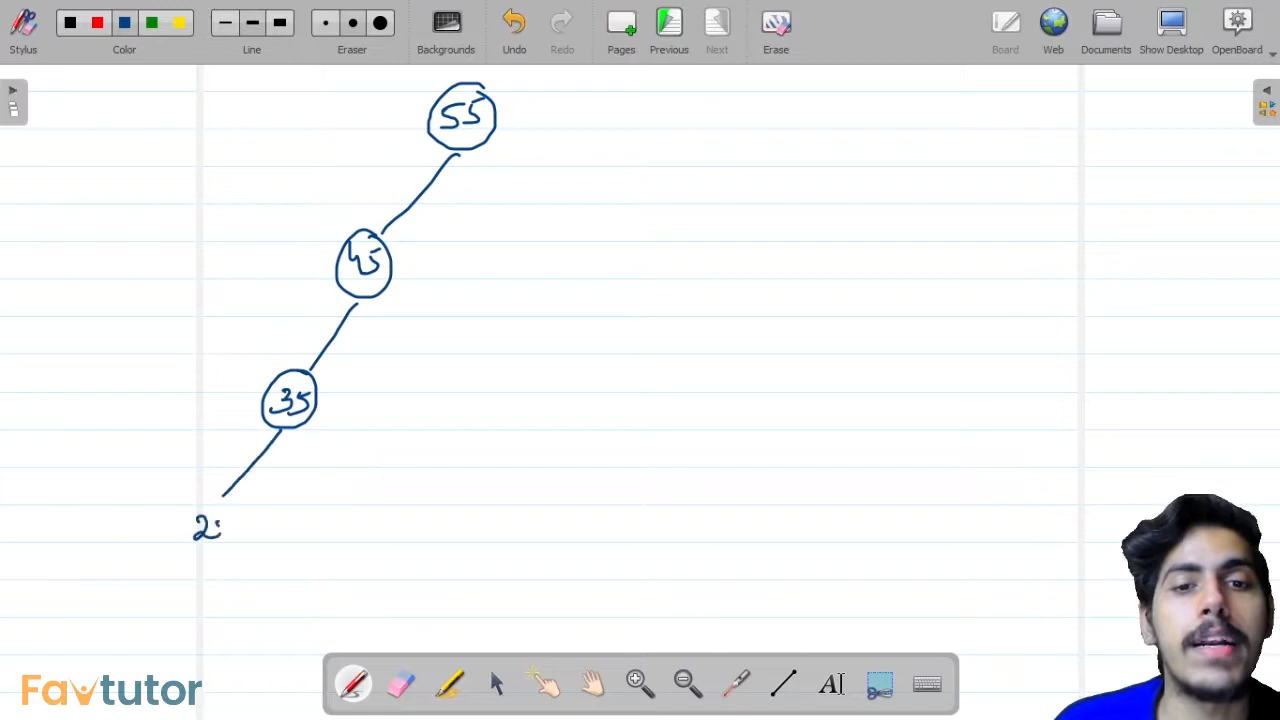 Stylus Color Line Eraser Backgrounds Undo Redo Pages Previous Next Erase Board Web Documents Show Desktop OpenBoard
55
45
35
2
Favtutor